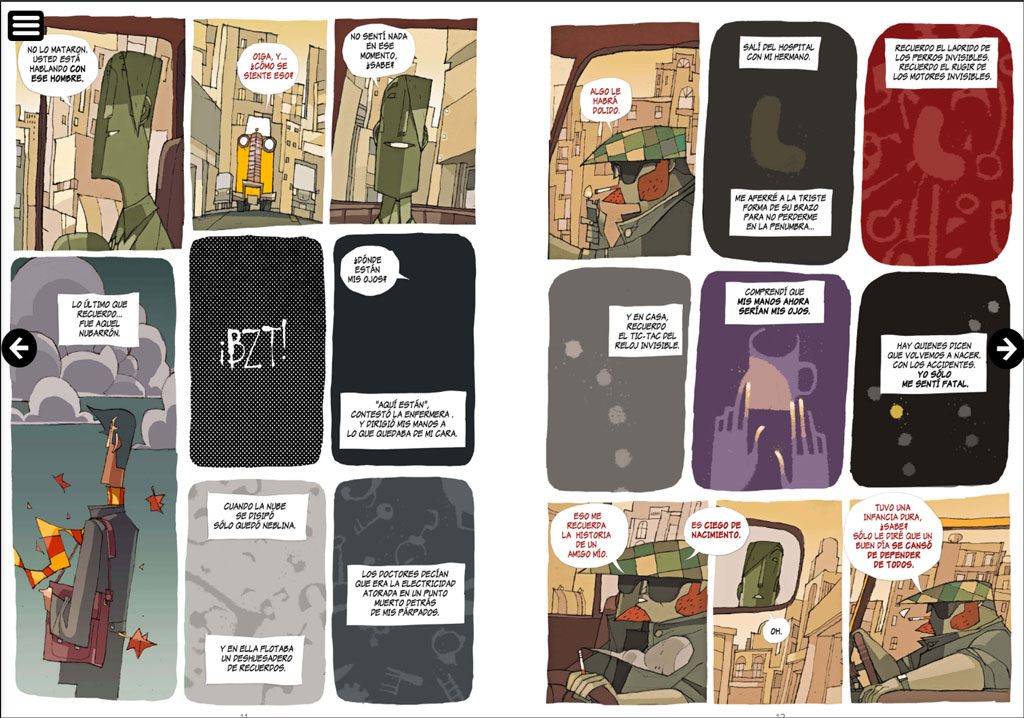 NO LO MATARON.
USTED ESTÁ
HABLANDO CON
ESE HOMBRE.
OIGA, Y...
¿CÓMO SE
SIENTE ESO?
NO SENTÍ NADA
EN ESE
MOMENTO,
¿SABE?
LO ÚLTIMO QUE
RECUERDO...
FUE AQUEL
NUBARRÓN.
¡BZT!
¿DÓNDE
ESTÁN
MIS OJOS?
"AQUÍ ESTÁN",
CONTESTÓ LA ENFERMERA.
Y DIRIGIÓ MIS MANOS A
LO QUE QUEDABA DE MI CARA.
CUANDO LA NUBE
SE DISIPÓ
SÓLO QUEDÓ NEBLINA.
Y EN ELLA FLOTABA
UN DESHUESADERO
DE RECUERDOS.
LOS DOCTORES DECÍAN
QUE ERA LA ELECTRICIDAD
ATORADA EN UN PUNTO
MUERTO DETRÁS
DE MIS PÁRPADOS.
11
ALGO LE
HABRÁ
DOLIDO.
SALÍ DEL HOSPITAL
CON MI HERMANO.
ME AFERRÉ A LA TRISTE
FORMA DE SU BRAZO
PARA NO PERDERME
EN LA PENUMBRA...
RECUERDO EL LADRIDO DE
LOS PERROS INVISIBLES.
RECUERDO EL RUGIR DE
LOS MOTORES INVISIBLES.
Y EN CASA,
RECUERDO
EL TIC-TAC DEL
RELOJ INVISIBLE.
COMPRENDÍ QUE
MIS MANOS AHORA
SERÍAN MIS OJOS.
HAY QUIENES DICEN
QUE VOLVEMOS A NACER.
CON LOS ACCIDENTES.
YO SÓLO
ME SENTÍ FATAL.
ESO ME
RECUERDA
LA HISTORIA
DE UN
AMIGO MÍO.
ES CIEGO DE
NACIMIENTO.
OH.
TUVO UNA
INFANCIA DURA,
¿SABE?
SÓLO LE DIRÉ QUE UN
BUEN DÍA SE CANSÓ
DE DEFENDER
DE TODOS.
12